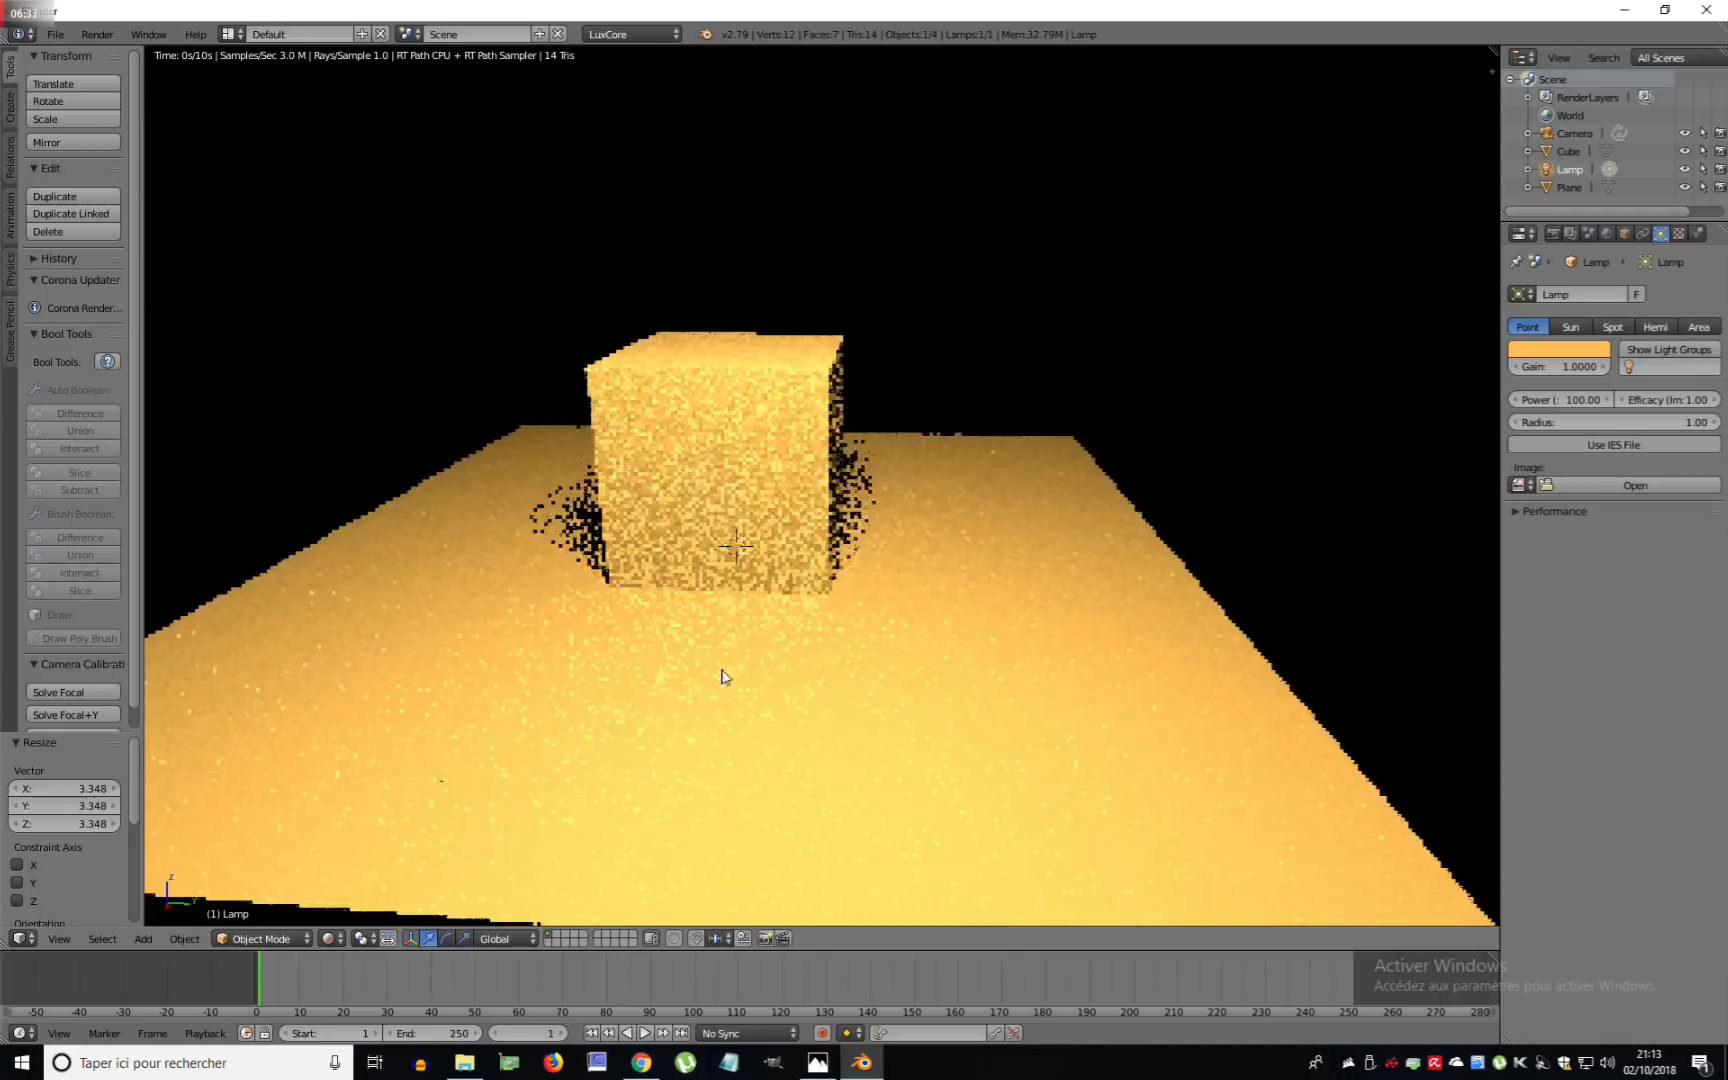 06:3
der
File Render Window Help Default Scene LuxCore v2.79 | Verts:12 | Faces:7 | Tris:14 | Objects:1/4 | Lamps:1/1 | Mem:32.79M | Lamp
Time: 0s/10s | Samples/Sec 3.0 M | Rays/Sample 1.0 | RT Path CPU + RT Path Sampler | 14 Tris
Tools
Create
Relations
Animation
Physics
Grease Pencil
Transform
Translate
Rotate
Scale
Mirror
Edit
Duplicate
Duplicate Linked
Delete
History
Corona Updater
Corona Render...
Bool Tools
Bool Tools:
Auto Boolean:
Difference
Union
Intersect
Slice
Subtract
Brush Boolean:
Difference
Union
Intersect
Slice
Draw:
Draw Poly Brush
Camera Calibrati
Solve Focal
Solve Focal+Y
Resize
Vector
X: 3.348
Y: 3.348
Z: 3.348
Constraint Axis
X
Y
Z
Orientation
z
(1) Lamp
View Select Add Object Object Mode Global
View Search All Scenes
Scene
RenderLayers
World
Camera
Cube
Lamp
Plane
Lamp Lamp
Lamp F
Point Sun Spot Hemi Area
Show Light Groups
Gain: 1.0000
Power (: 100.00 Efficacy (lm: 1.00
Radius: 1.00
Use IES File
Image:
Open
Performance
Activer Windows
Accédez aux paramètres pour activer Windows.
-50 -40 -30 -20 -10 0 10 20 30 40 50 60 70 80 90 100 110 120 130 140 150 160 170 180 190 200 210 220 230 240 250 260 270 280
View Marker Frame Playback Start: 1 End: 250 1 No Sync
Taper ici pour rechercher
21:13
02/10/2018
1